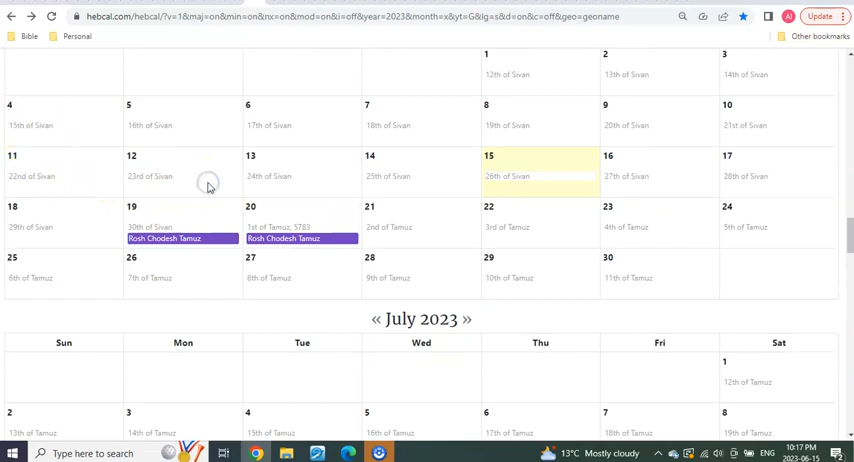 hebcal.com/hebcal/?v=1&maj=on&min=on&nx=on&mod=on&i=off&year=2023&month=x&yt=G&lg=s&d=on&c=off&geo=geoname
AI
Update
Bible
Personal
Other bookmarks
1
2
3
12th of Sivan
13th of Sivan
14th of Sivan
4
5
6
7
8
9
10
15th of Sivan
16th of Sivan
17th of Sivan
18th of Sivan
19th of Sivan
20th of Sivan
21st of Sivan
11
12
13
14
15
16
17
22nd of Sivan
23rd of Sivan
24th of Sivan
25th of Sivan
26th of Sivan
27th of Sivan
28th of Sivan
18
19
20
21
22
23
24
29th of Sivan
30th of Sivan
1st of Tamuz, 5783
2nd of Tamuz
3rd of Tamuz
4th of Tamuz
5th of Tamuz
Rosh Chodesh Tamuz
Rosh Chodesh Tamuz
25
26
27
28
29
30
6th of Tamuz
7th of Tamuz
8th of Tamuz
9th of Tamuz
10th of Tamuz
11th of Tamuz
« July 2023 »
Sun
Mon
Tue
Wed
Thu
Fri
Sat
1
12th of Tamuz
2
3
4
5
6
7
8
13th of Tamuz
14th of Tamuz
15th of Tamuz
16th of Tamuz
17th of Tamuz
18th of Tamuz
19th of Tamuz
Type here to search
13°C Mostly cloudy
ENG
10:17 PM
2023-06-15
2